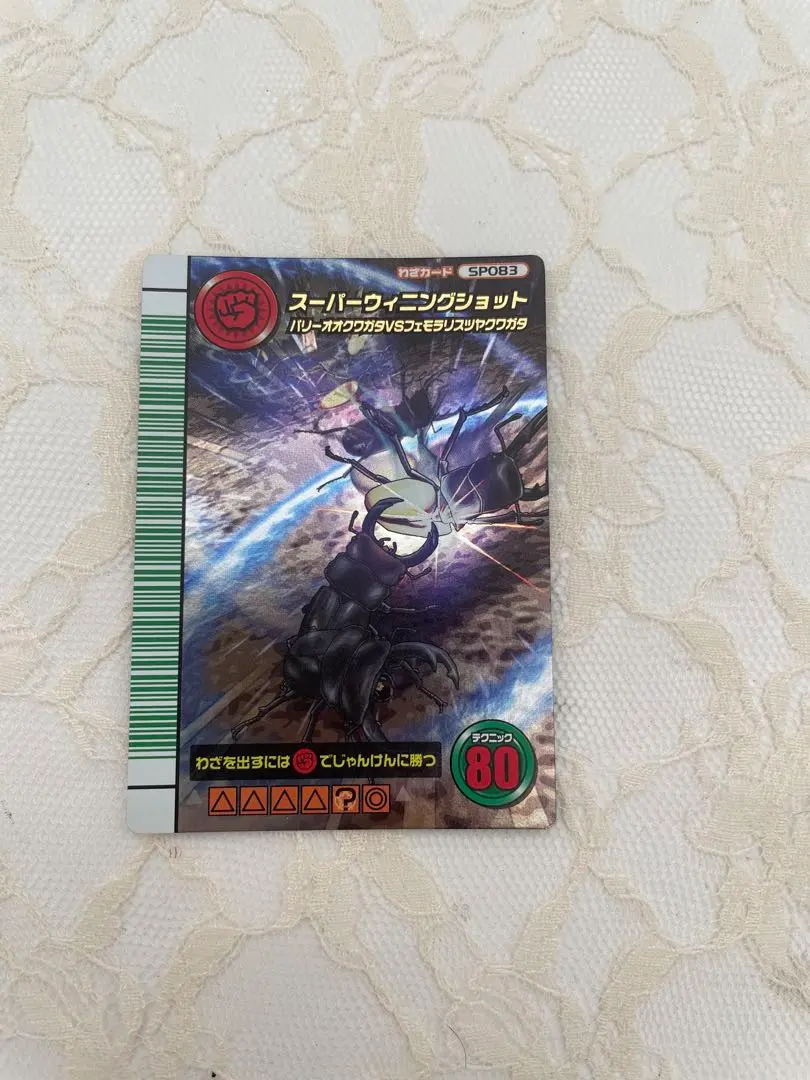 わざカード SP083
スーパーウィニングショット
パリーオオクワガタVSフェモラリスツヤクワガタ
テクニック
80
わざを出すには でじゃんけんに勝つ
△△△△?◎